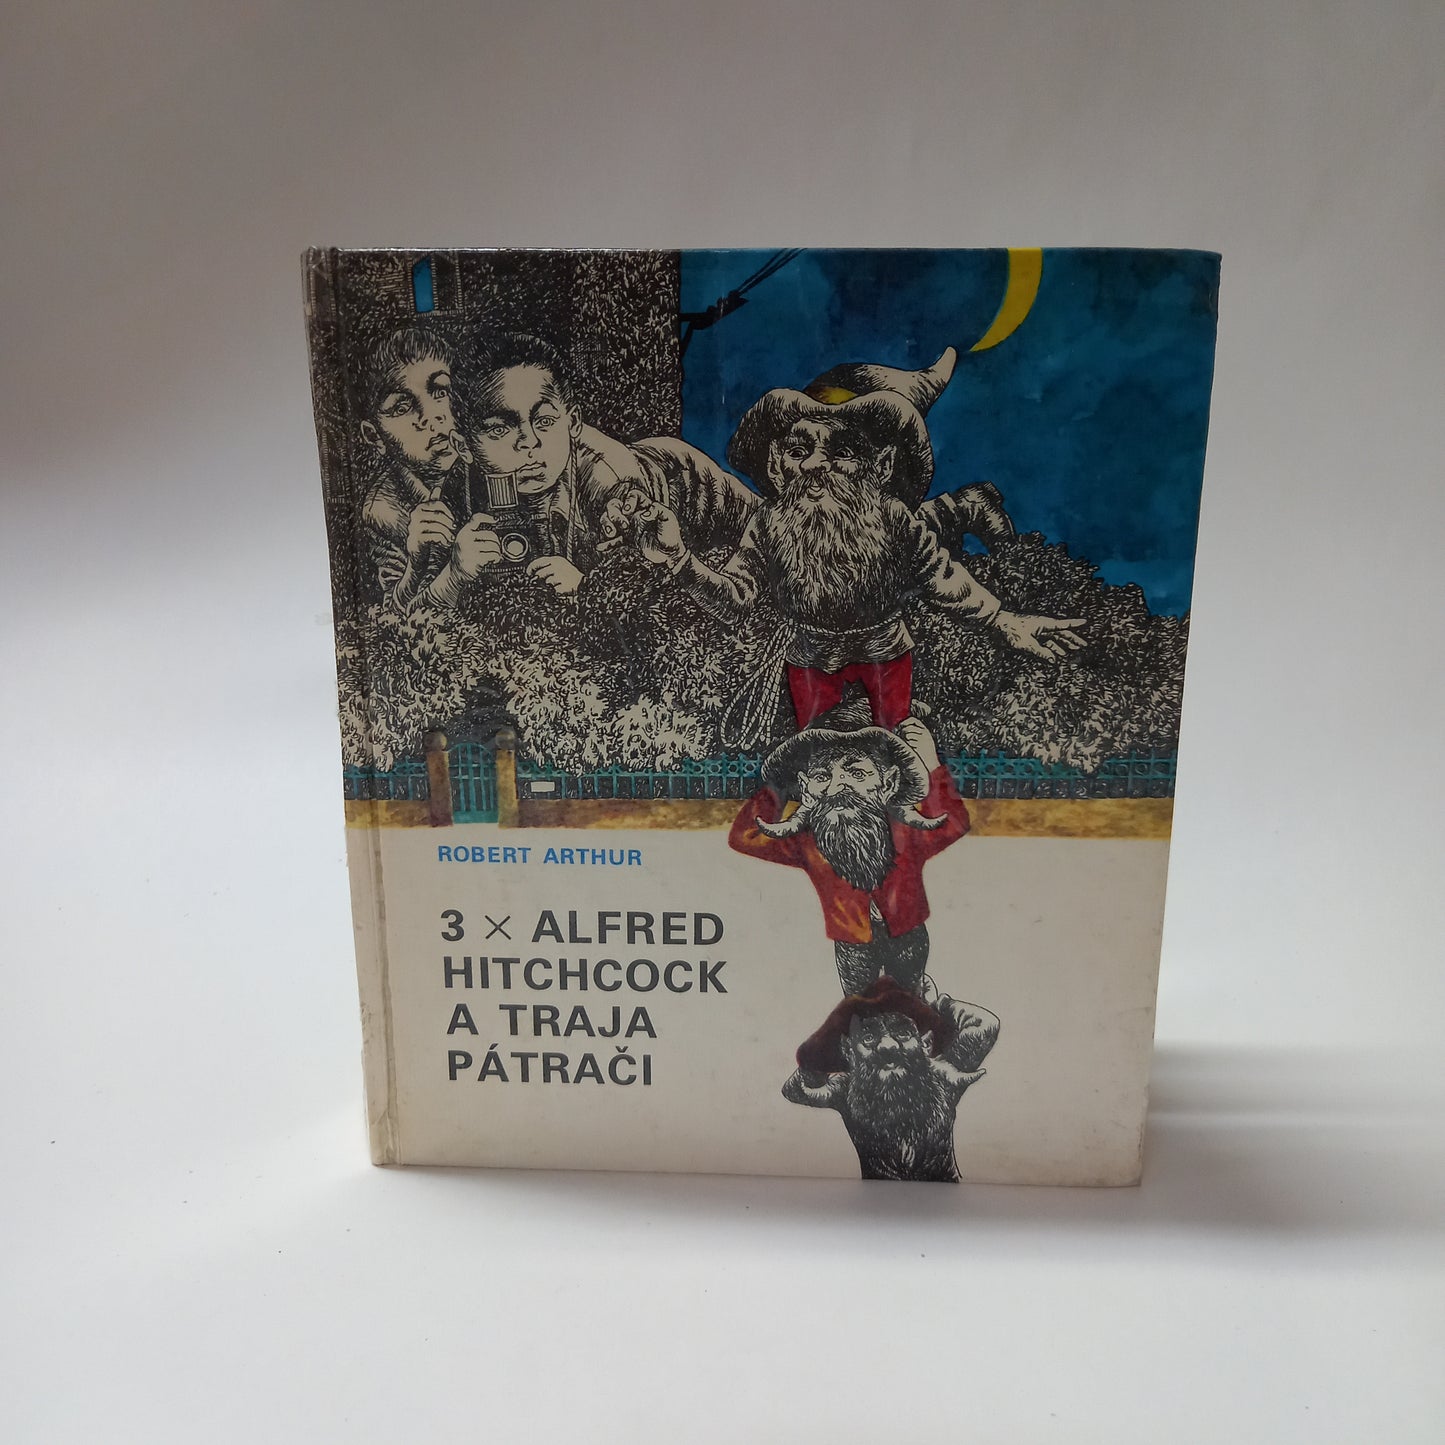 ROBERT ARTHUR
3 × ALFRED
HITCHCOCK
A TRAJA
PÁTRAČI